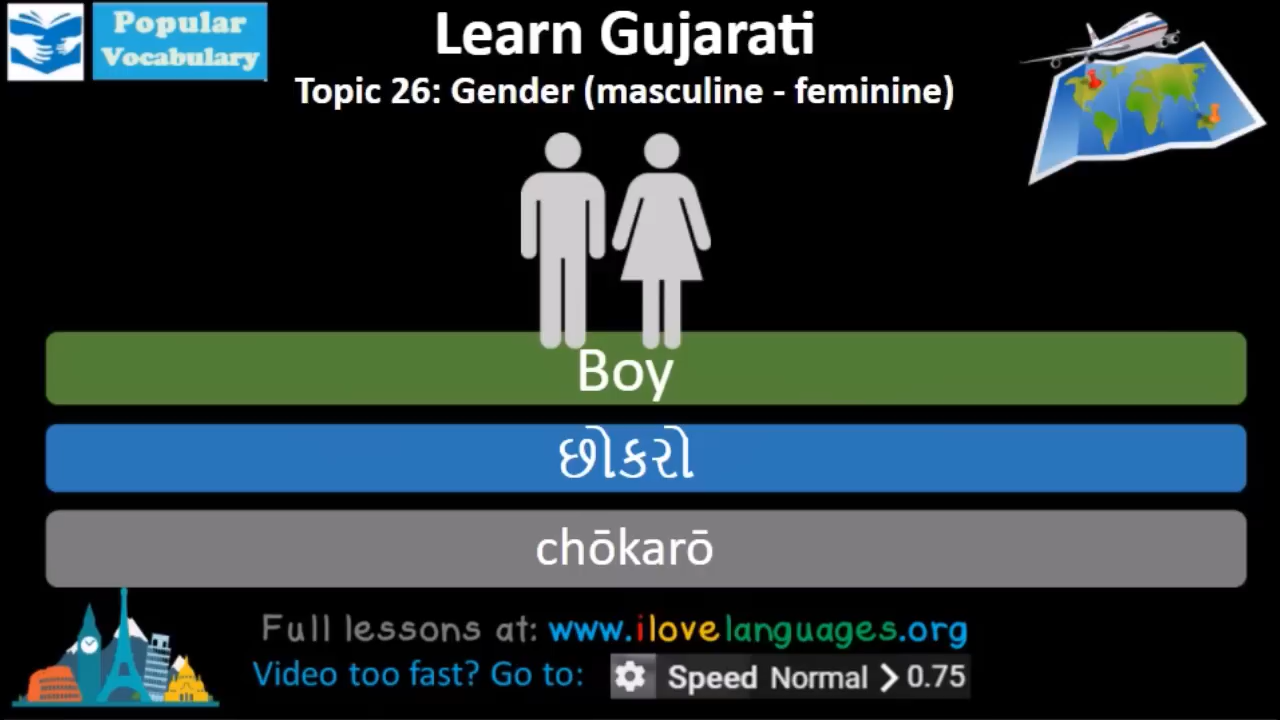 Popular
Vocabulary
Learn Gujarati
Topic 26: Gender (masculine - feminine)
Boy
છોકરો
chōkarō
Full lessons at: www.ilovelanguages.org
Video too fast? Go to: Speed Normal > 0.75